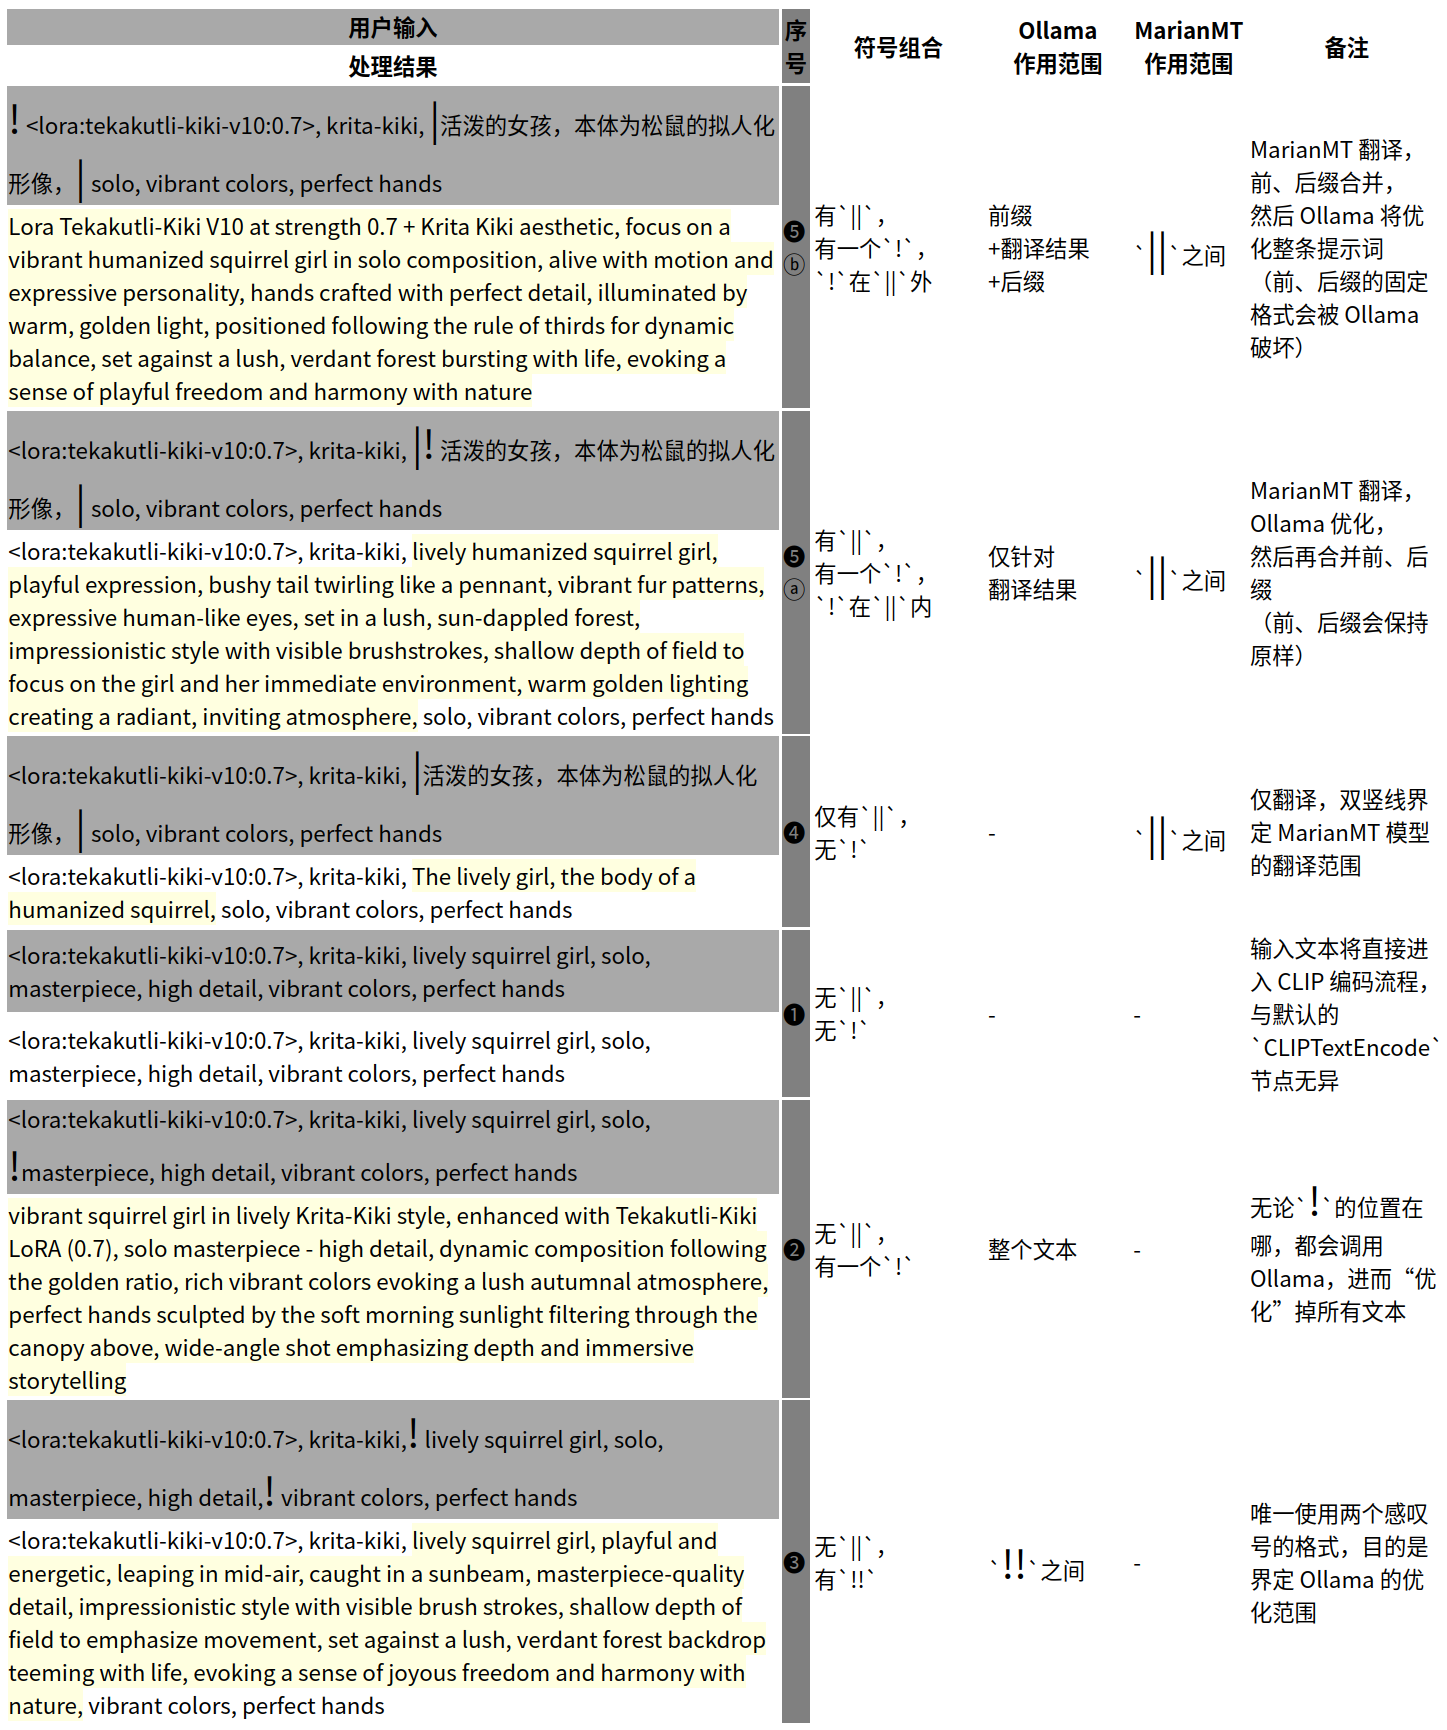 用户输入
处理结果
序
号
符号组合
Ollama
作用范围
MarianMT
作用范围
备注
! <lora:tekakutli-kiki-v10:0.7>, krita-kiki, |活泼的女孩，本体为松鼠的拟人化
形像，| solo, vibrant colors, perfect hands
Lora Tekakutli-Kiki V10 at strength 0.7 + Krita Kiki aesthetic, focus on a
vibrant humanized squirrel girl in solo composition, alive with motion and
expressive personality, hands crafted with perfect detail, illuminated by
warm, golden light, positioned following the rule of thirds for dynamic
balance, set against a lush, verdant forest bursting with life, evoking a
sense of playful freedom and harmony with nature
❺
ⓑ
有`||`，
有一个`!`，
`!`在`||`外
前缀
+翻译结果
+后缀
`||`之间
MarianMT 翻译，
前、后缀合并，
然后 Ollama 将优
化整条提示词
（前、后缀的固定
格式会被 Ollama
破坏）
<lora:tekakutli-kiki-v10:0.7>, krita-kiki, |! 活泼的女孩，本体为松鼠的拟人化
形像，| solo, vibrant colors, perfect hands
<lora:tekakutli-kiki-v10:0.7>, krita-kiki, lively humanized squirrel girl,
playful expression, bushy tail twirling like a pennant, vibrant fur patterns,
expressive human-like eyes, set in a lush, sun-dappled forest,
impressionistic style with visible brushstrokes, shallow depth of field to
focus on the girl and her immediate environment, warm golden lighting
creating a radiant, inviting atmosphere, solo, vibrant colors, perfect hands
❺
ⓐ
有`||`，
有一个`!`，
`!`在`||`内
仅针对
翻译结果
`||`之间
MarianMT 翻译，
Ollama 优化，
然后再合并前、后
缀
（前、后缀会保持
原样）
<lora:tekakutli-kiki-v10:0.7>, krita-kiki, |活泼的女孩，本体为松鼠的拟人化
形像，| solo, vibrant colors, perfect hands
<lora:tekakutli-kiki-v10:0.7>, krita-kiki, The lively girl, the body of a
humanized squirrel, solo, vibrant colors, perfect hands
❹
仅有`||`，
无`!`
-
`||`之间
仅翻译，双竖线界
定 MarianMT 模型
的翻译范围
<lora:tekakutli-kiki-v10:0.7>, krita-kiki, lively squirrel girl, solo,
masterpiece, high detail, vibrant colors, perfect hands
<lora:tekakutli-kiki-v10:0.7>, krita-kiki, lively squirrel girl, solo,
masterpiece, high detail, vibrant colors, perfect hands
❶
无`||`，
无`!`
-
-
输入文本将直接进
入 CLIP 编码流程，
与默认的
`CLIPTextEncode`
节点无异
<lora:tekakutli-kiki-v10:0.7>, krita-kiki, lively squirrel girl, solo,
!masterpiece, high detail, vibrant colors, perfect hands
vibrant squirrel girl in lively Krita-Kiki style, enhanced with Tekakutli-Kiki
LoRA (0.7), solo masterpiece - high detail, dynamic composition following
the golden ratio, rich vibrant colors evoking a lush autumnal atmosphere,
perfect hands sculpted by the soft morning sunlight filtering through the
canopy above, wide-angle shot emphasizing depth and immersive
storytelling
❷
无`||`，
有一个`!`
整个文本
-
无论`!`的位置在
哪，都会调用
Ollama，进而“优
化”掉所有文本
<lora:tekakutli-kiki-v10:0.7>, krita-kiki,! lively squirrel girl, solo,
masterpiece, high detail,! vibrant colors, perfect hands
<lora:tekakutli-kiki-v10:0.7>, krita-kiki, lively squirrel girl, playful and
energetic, leaping in mid-air, caught in a sunbeam, masterpiece-quality
detail, impressionistic style with visible brush strokes, shallow depth of
field to emphasize movement, set against a lush, verdant forest backdrop
teeming with life, evoking a sense of joyous freedom and harmony with
nature, vibrant colors, perfect hands
❸
无`||`，
有`!!`
`!!`之间
-
唯一使用两个感叹
号的格式，目的是
界定 Ollama 的优
化范围